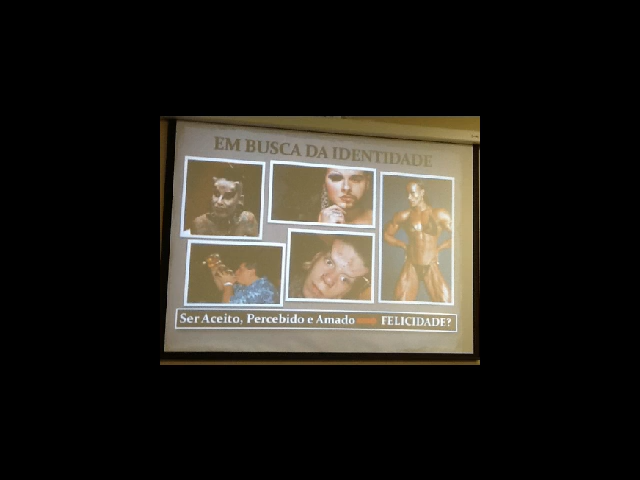 EM BUSCA DA IDENTIDADE
Ser Aceito, Percebido e Amado → FELICIDADE?